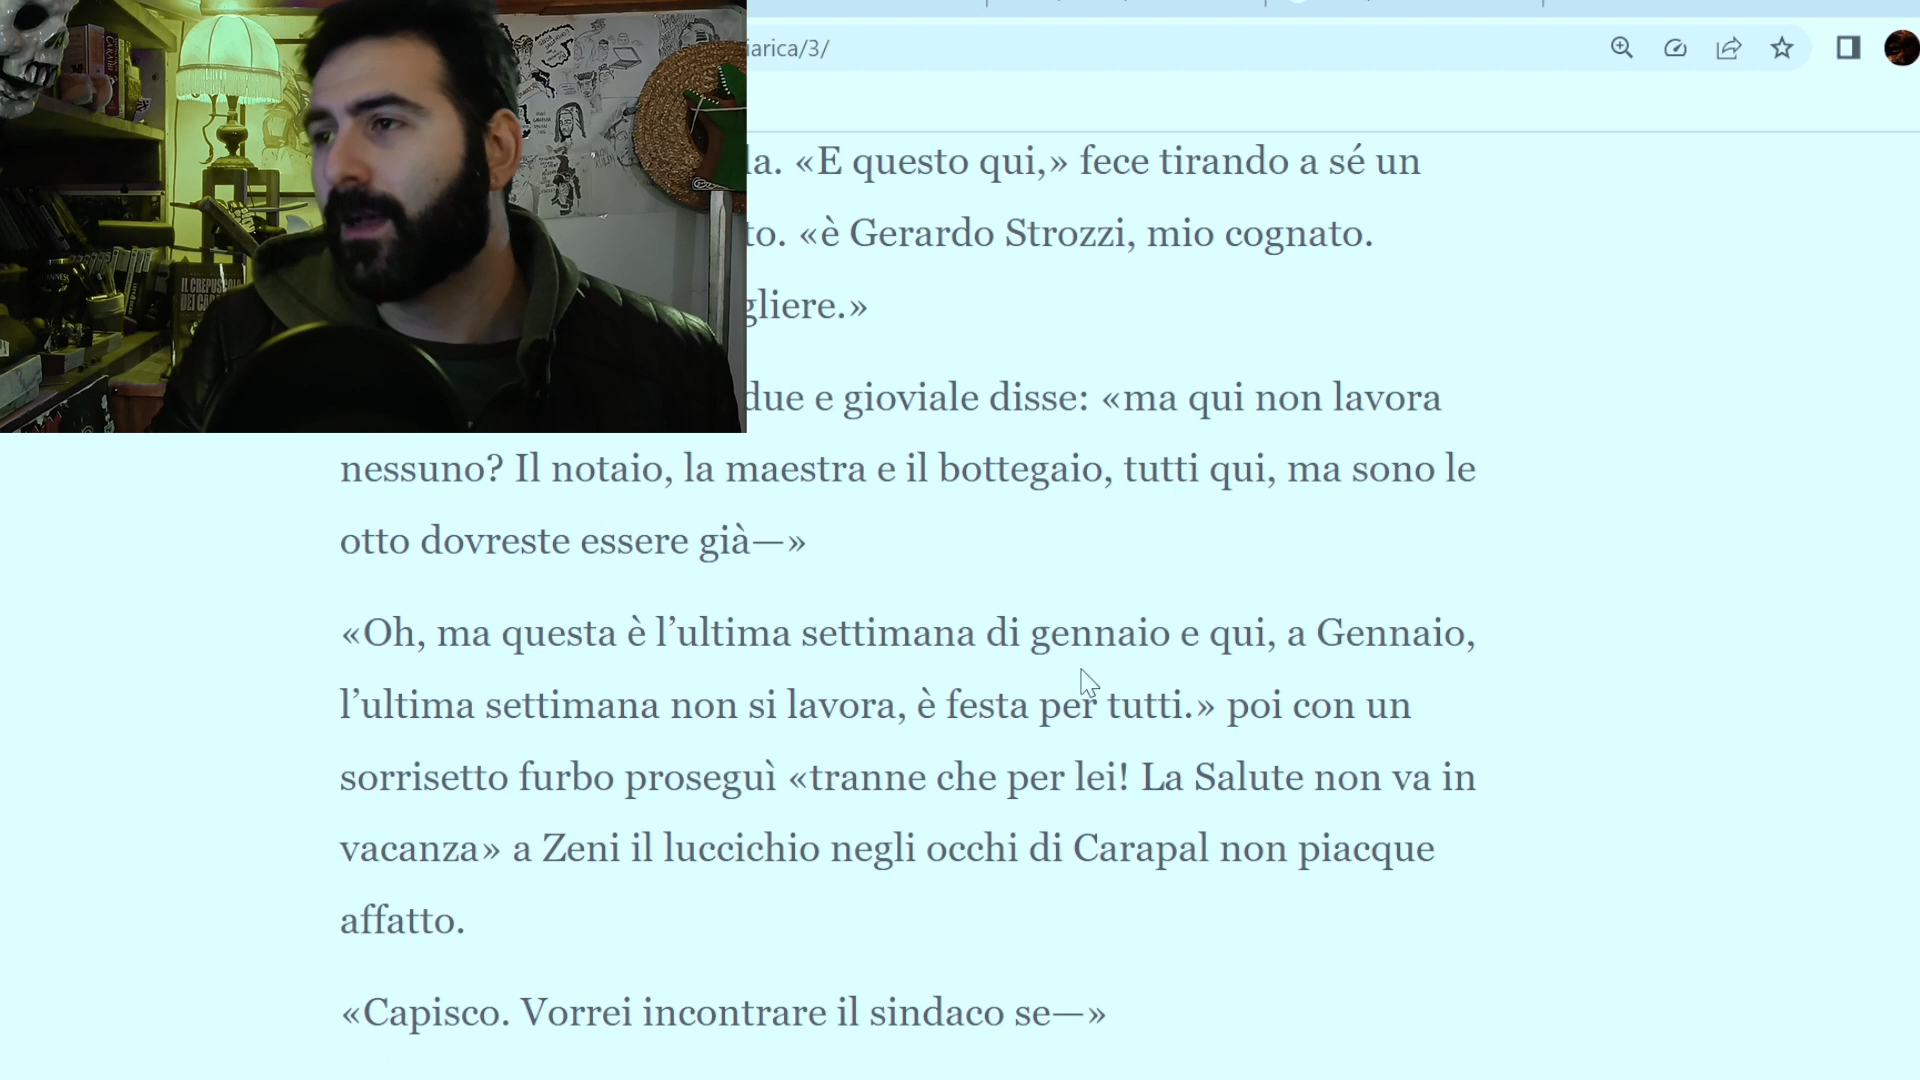 iarica/3/
la. «E questo qui,» fece tirando a sé un
to. «è Gerardo Strozzi, mio cognato.
gliere.»
due e gioviale disse: «ma qui non lavora
nessuno? Il notaio, la maestra e il bottegaio, tutti qui, ma sono le
otto dovreste essere già—»
«Oh, ma questa è l’ultima settimana di gennaio e qui, a Gennaio,
l’ultima settimana non si lavora, è festa per tutti.» poi con un
sorrisetto furbo proseguì «tranne che per lei! La Salute non va in
vacanza» a Zeni il luccichio negli occhi di Carapal non piacque
affatto.
«Capisco. Vorrei incontrare il sindaco se—»
IL CREPUSCOLO